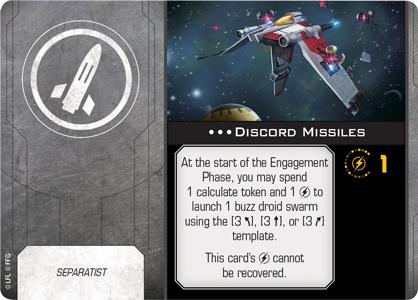 •••DISCORD MISSILES
At the start of the Engagement
Phase, you may spend
1 calculate token and 1 to
launch 1 buzz droid swarm
using the [3 ↰], [3 ↑], or [3 ↱]
template.
This card's cannot
be recovered.
1
SEPARATIST
©LFL ©FFG